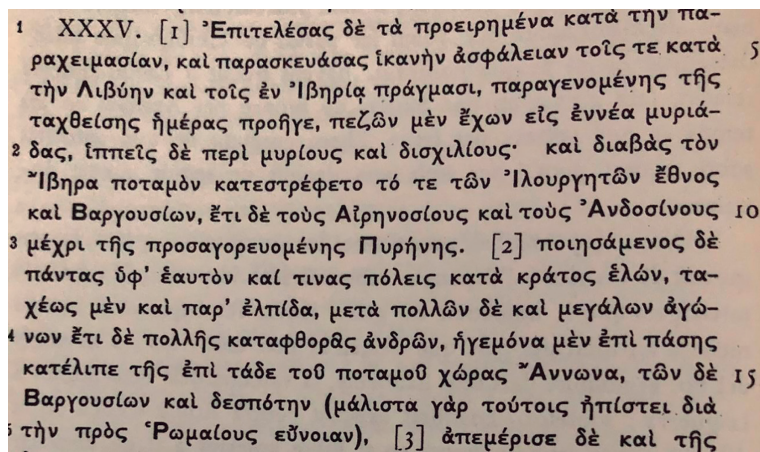 1 XXXV. [1] Ἐπιτελέσας δὲ τὰ προειρημένα κατὰ τὴν πα-
ραχειμασίαν, καὶ παρασκευάσας ἱκανὴν ἀσφάλειαν τοῖς τε κατὰ 5
τὴν Λιβύην καὶ τοῖς ἐν Ἰβηρίᾳ πράγμασι, παραγενομένης τῆς
ταχθείσης ἡμέρας προῆγε, πεζῶν μὲν ἔχων εἰς ἐννέα μυριά-
2 δας, ἱππεῖς δὲ περὶ μυρίους καὶ δισχιλίους· καὶ διαβὰς τὸν
Ἴβηρα ποταμὸν κατεστρέφετο τό τε τῶν Ἰλουργητῶν ἔθνος
καὶ Βαργουσίων, ἔτι δὲ τοὺς Αἰρηνοσίους καὶ τοὺς Ἀνδοσίνους 10
3 μέχρι τῆς προσαγορευομένης Πυρήνης. [2] ποιησάμενος δὲ
πάντας ὑφ' ἑαυτὸν καί τινας πόλεις κατὰ κράτος ἑλών, τα-
χέως μὲν καὶ παρ' ἐλπίδα, μετὰ πολλῶν δὲ καὶ μεγάλων ἀγώ-
4 νων ἔτι δὲ πολλῆς καταφθορᾶς ἀνδρῶν, ἡγεμόνα μὲν ἐπὶ πάσης
κατέλιπε τῆς ἐπὶ τάδε τοῦ ποταμοῦ χώρας Ἄννωνα, τῶν δὲ 15
Βαργουσίων καὶ δεσπότην (μάλιστα γὰρ τούτοις ἠπίστει διὰ
5 τὴν πρὸς Ῥωμαίους εὔνοιαν), [3] ἀπεμέρισε δὲ καὶ τῆς